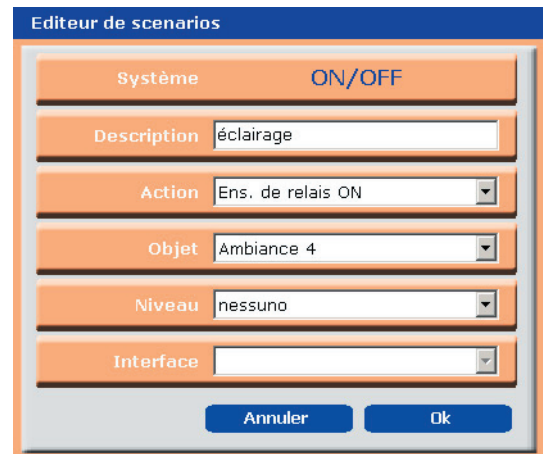 Editeur de scenarios
Système ON/OFF
Description éclairage
Action Ens. de relais ON
Objet Ambiance 4
Niveau nessuno
Interface
Annuler Ok